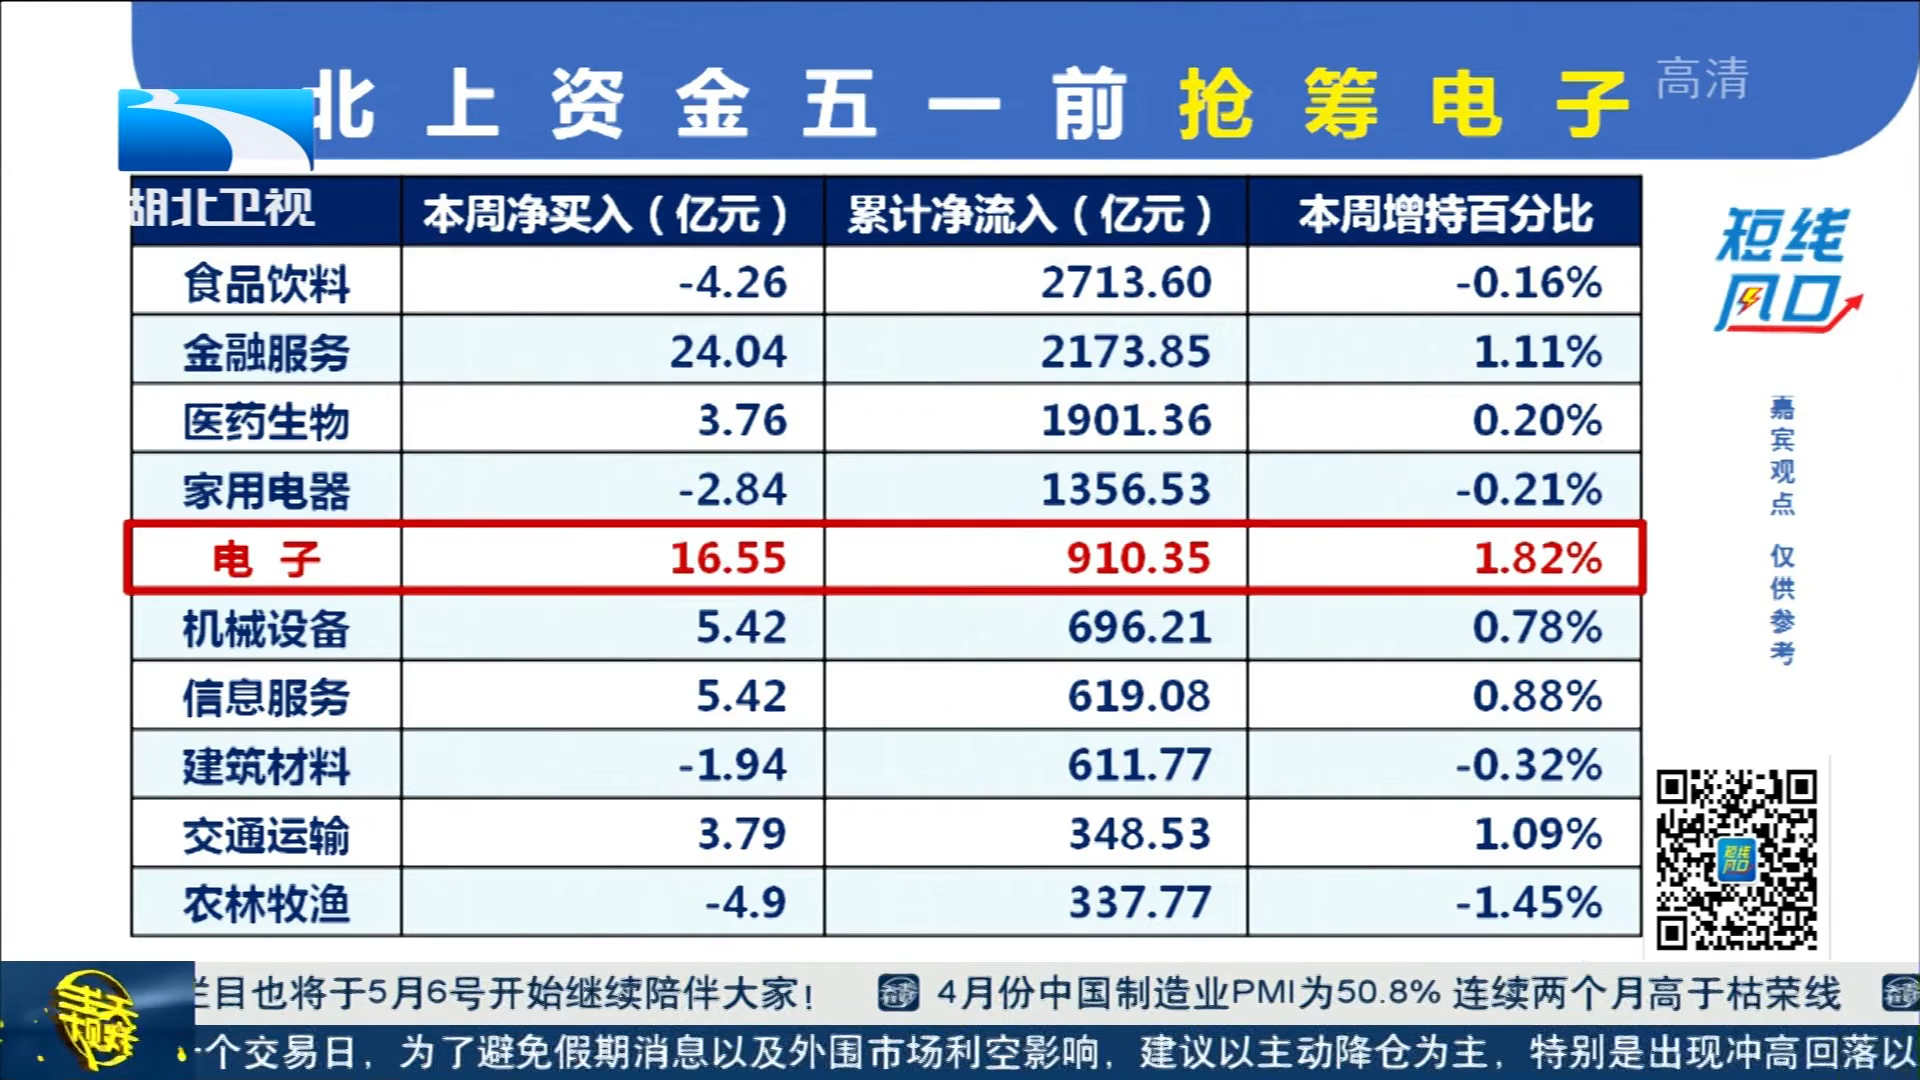 北上资金五一前抢筹电子
高清
湖北卫视
本周净买入（亿元） 累计净流入（亿元） 本周增持百分比
食品饮料 -4.26 2713.60 -0.16%
金融服务 24.04 2173.85 1.11%
医药生物 3.76 1901.36 0.20%
家用电器 -2.84 1356.53 -0.21%
电子 16.55 910.35 1.82%
机械设备 5.42 696.21 0.78%
信息服务 5.42 619.08 0.88%
建筑材料 -1.94 611.77 -0.32%
交通运输 3.79 348.53 1.09%
农林牧渔 -4.9 337.77 -1.45%
短线
风口
嘉宾观点 仅供参考
短线
风口
栏目也将于5月6号开始继续陪伴大家！ 4月份中国制造业PMI为50.8% 连续两个月高于枯荣线
一个交易日，为了避免假期消息以及外围市场利空影响，建议以主动降仓为主，特别是出现冲高回落以